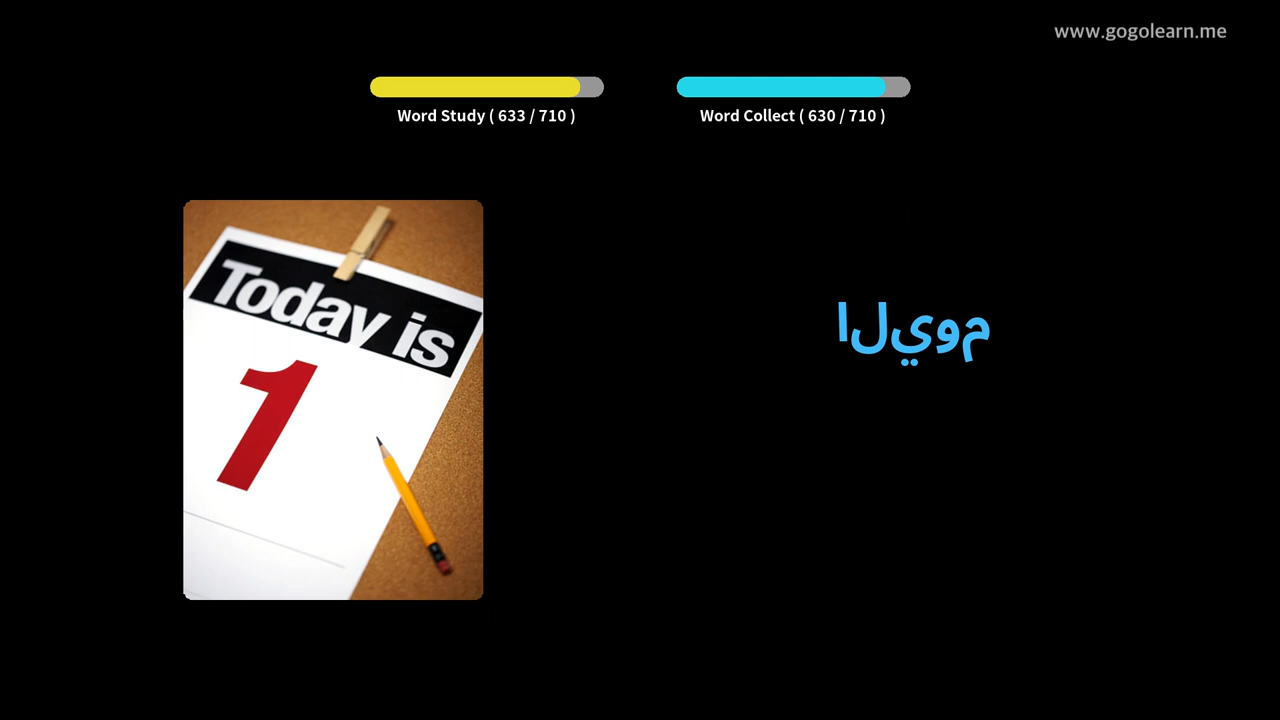 www.gogolearn.me
Word Study ( 633 / 710 )
Word Collect ( 630 / 710 )
Today is
1
اليوم